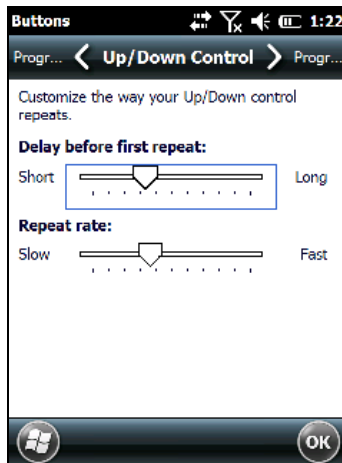 Buttons 1:22
Progr... Up/Down Control Progr...
Customize the way your Up/Down control
repeats.
Delay before first repeat:
Short Long
Repeat rate:
Slow Fast
OK